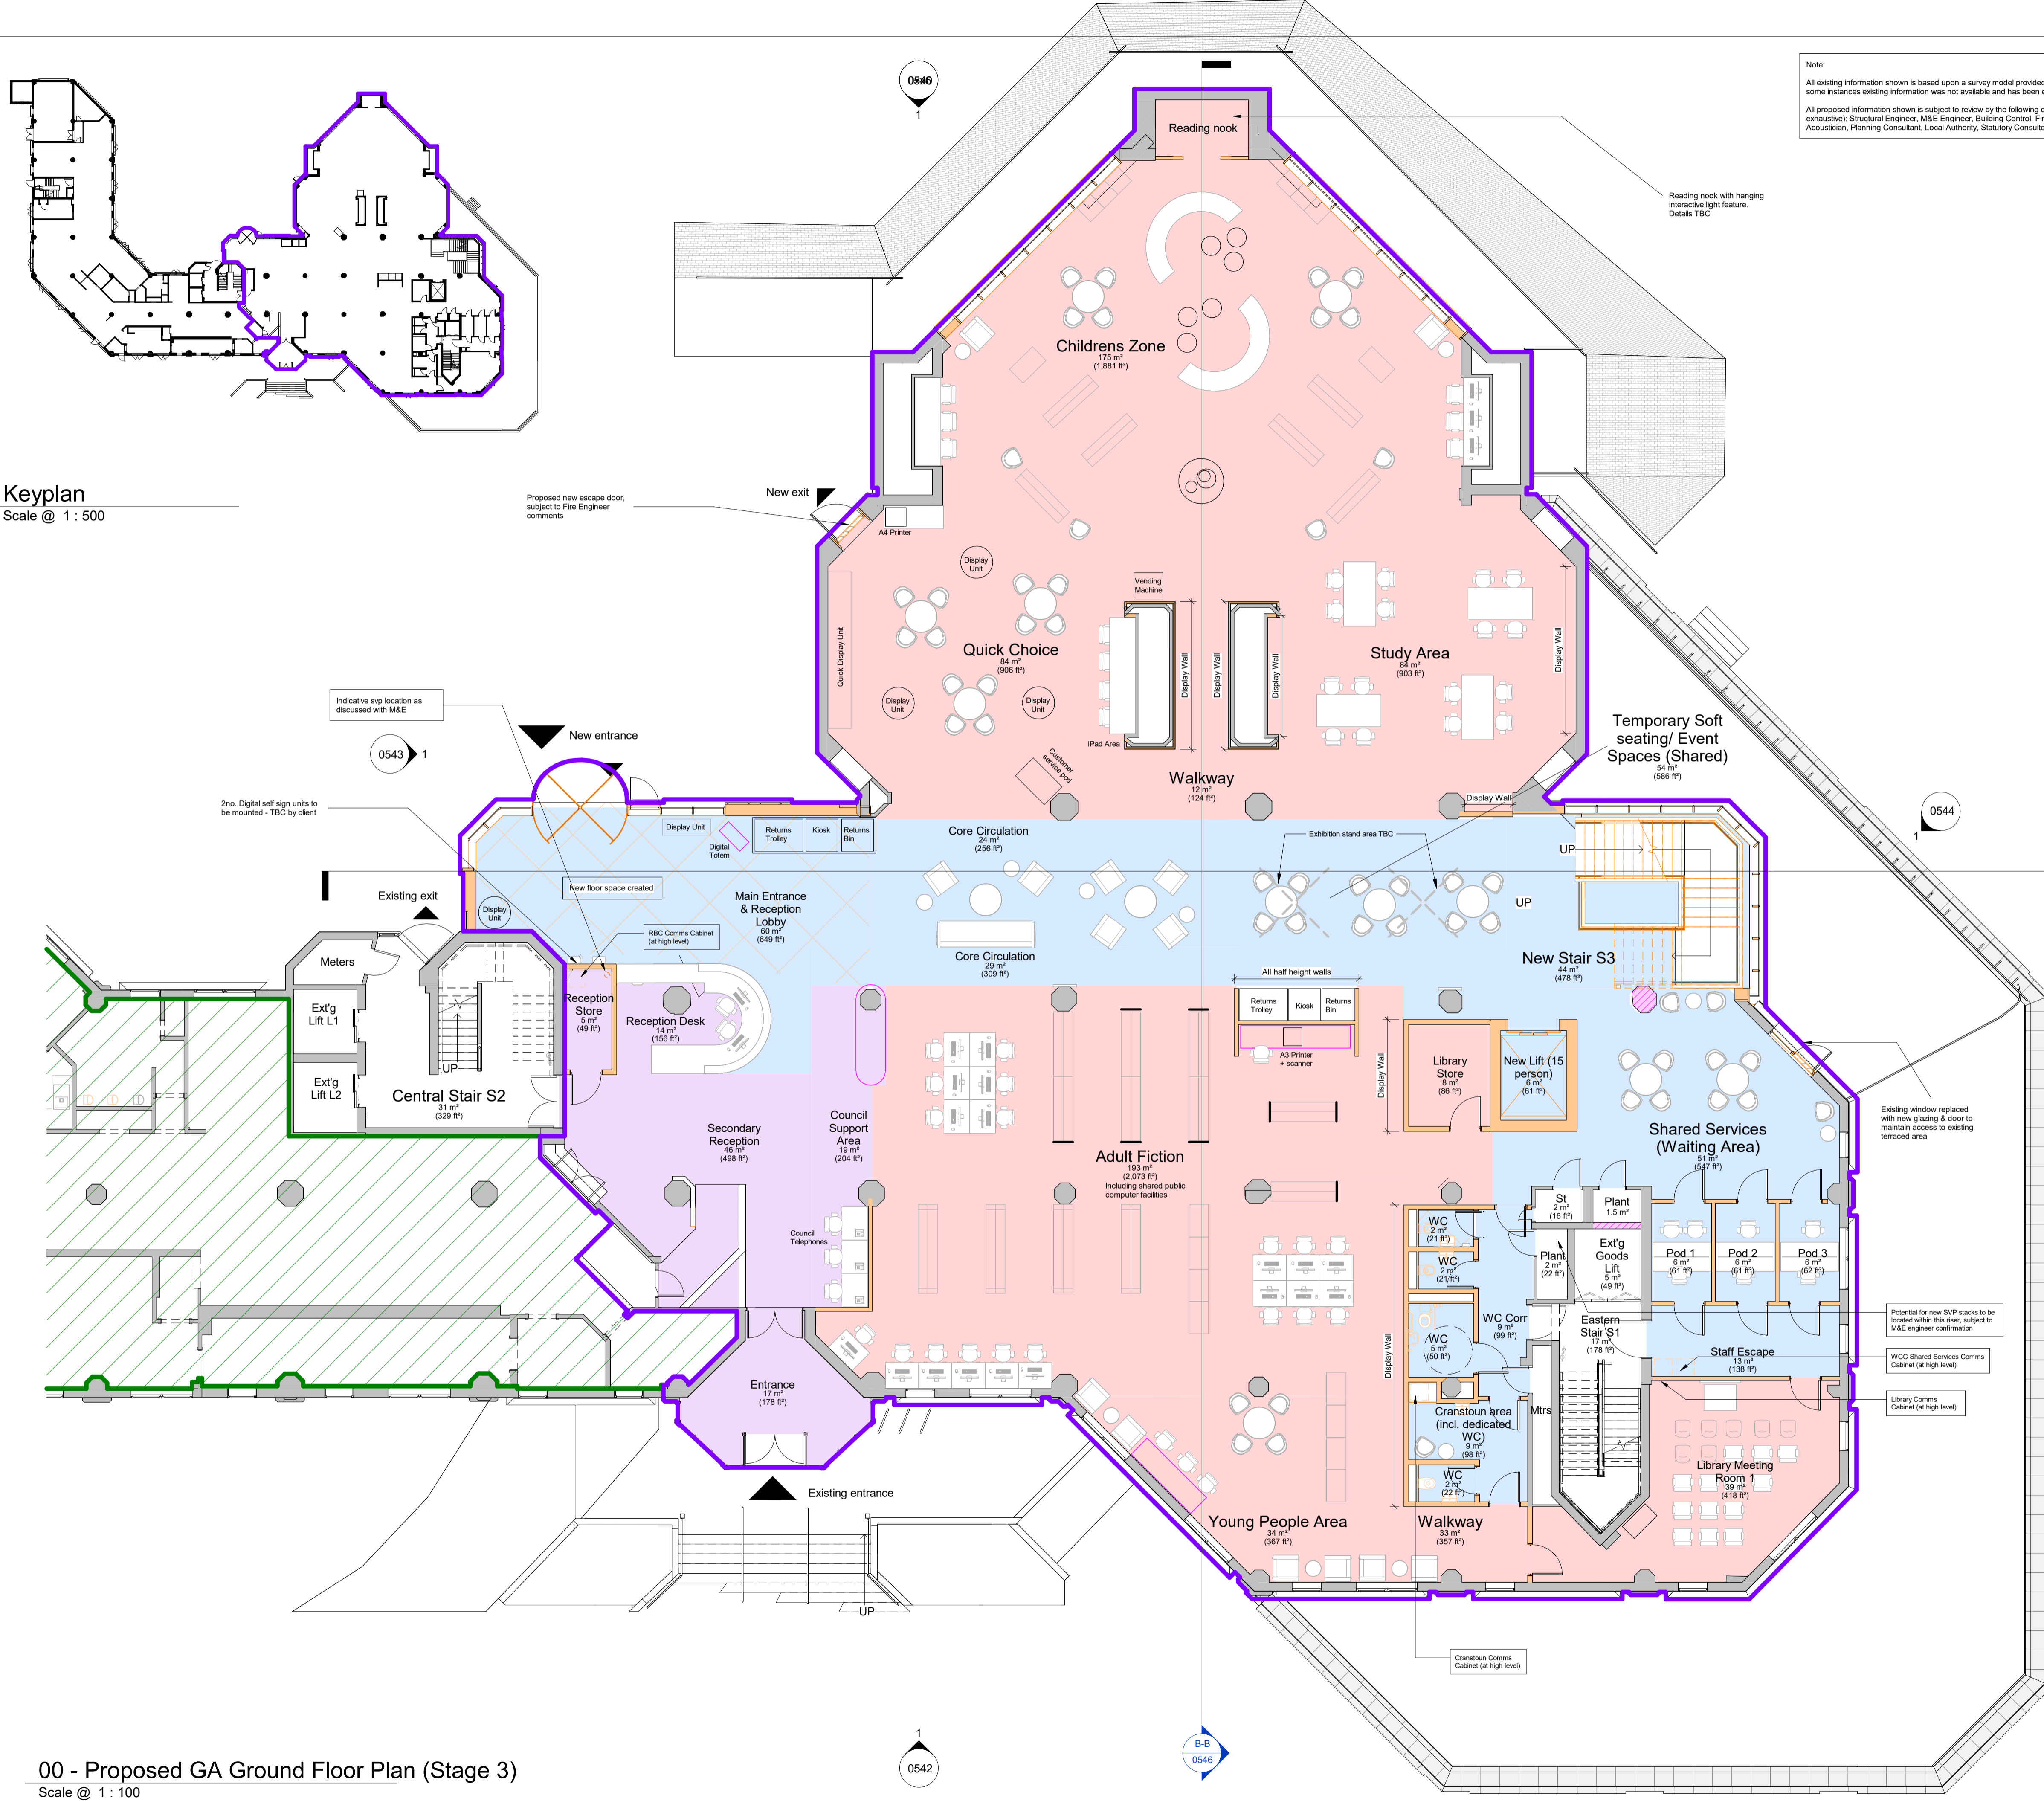 Note:
All existing information shown is based upon a survey model provided
some instances existing information was not available and has been
All proposed information shown is subject to review by the following
exhaustive): Structural Engineer, M&E Engineer, Building Control,
Acoustician, Planning Consultant, Local Authority, Statutory
1
Reading nook
Reading nook with hanging
interactive light feature.
Details TBC
Childrens Zone
175 m²
(1,881 ft²)
Keyplan
Scale @ 1 : 500
Proposed new escape door,
subject to Fire Engineer
comments
New exit
A4 Printer
Display
Unit
Vending
Machine
Quick Display Unit
Quick Choice
84 m²
(906 ft²)
Display
Unit
Display
Unit
IPad Area
Display Wall
Display Wall
Display Wall
Study Area
84 m²
(903 ft²)
Display Wall
Customer
service pod
Walkway
12 m²
(124 ft²)
Display Wall
Temporary Soft
seating/ Event
Spaces (Shared)
54 m²
(586 ft²)
Indicative svp location as
discussed with M&E
0543
1
New entrance
2no. Digital self sign units to
be mounted - TBC by client
Display Unit
Digital
Totem
Returns
Trolley
Kiosk
Returns
Bin
Core Circulation
24 m²
(256 ft²)
Exhibition stand area TBC
UP
0544
1
Existing exit
New floor space created
Display
Unit
Main Entrance
& Reception
Lobby
60 m²
(649 ft²)
RBC Comms Cabinet
(at high level)
Core Circulation
29 m²
(309 ft²)
UP
New Stair S3
44 m²
(478 ft²)
All half height walls
Returns
Trolley
Kiosk
Returns
Bin
A3 Printer
+ scanner
Meters
Ext'g
Lift L1
Ext'g
Lift L2
UP
Central Stair S2
31 m²
(329 ft²)
Reception
Store
5 m²
(49 ft²)
Reception Desk
14 m²
(156 ft²)
Secondary
Reception
46 m²
(498 ft²)
Council
Support
Area
19 m²
(204 ft²)
Council
Telephones
Adult Fiction
193 m²
(2,073 ft²)
Including shared public
computer facilities
Display Wall
Library
Store
8 m²
(86 ft²)
New Lift (15
person)
6 m²
(61 ft²)
Shared Services
(Waiting Area)
51 m²
(547 ft²)
Existing window replaced
with new glazing & door to
maintain access to existing
terraced area
St
2 m²
(16 ft²)
Plant
1.5 m²
WC
2 m²
(21 ft²)
WC
2 m²
(21 ft²)
Plant
2 m²
(22 ft²)
Ext'g
Goods
Lift
5 m²
(49 ft²)
Pod 1
6 m²
(61 ft²)
Pod 2
6 m²
(61 ft²)
Pod 3
6 m²
(62 ft²)
WC
5 m²
(50 ft²)
WC Corr
9 m²
(99 ft²)
Eastern
Stair S1
17 m²
(178 ft²)
Staff Escape
13 m²
(138 ft²)
Potential for new SVP stacks to be
located within this riser, subject to
M&E engineer confirmation
WCC Shared Services Comms
Cabinet (at high level)
Library Comms
Cabinet (at high level)
Display Wall
Entrance
17 m²
(178 ft²)
Cranstoun area
(incl. dedicated
WC)
9 m²
(98 ft²)
Mtrs
WC
2 m²
(22 ft²)
Library Meeting
Room 1
39 m²
(418 ft²)
Existing entrance
UP
Young People Area
34 m²
(367 ft²)
Walkway
33 m²
(357 ft²)
Cranstoun Comms
Cabinet (at high level)
1
0542
B-B
0546
00 - Proposed GA Ground Floor Plan (Stage 3)
Scale @ 1 : 100